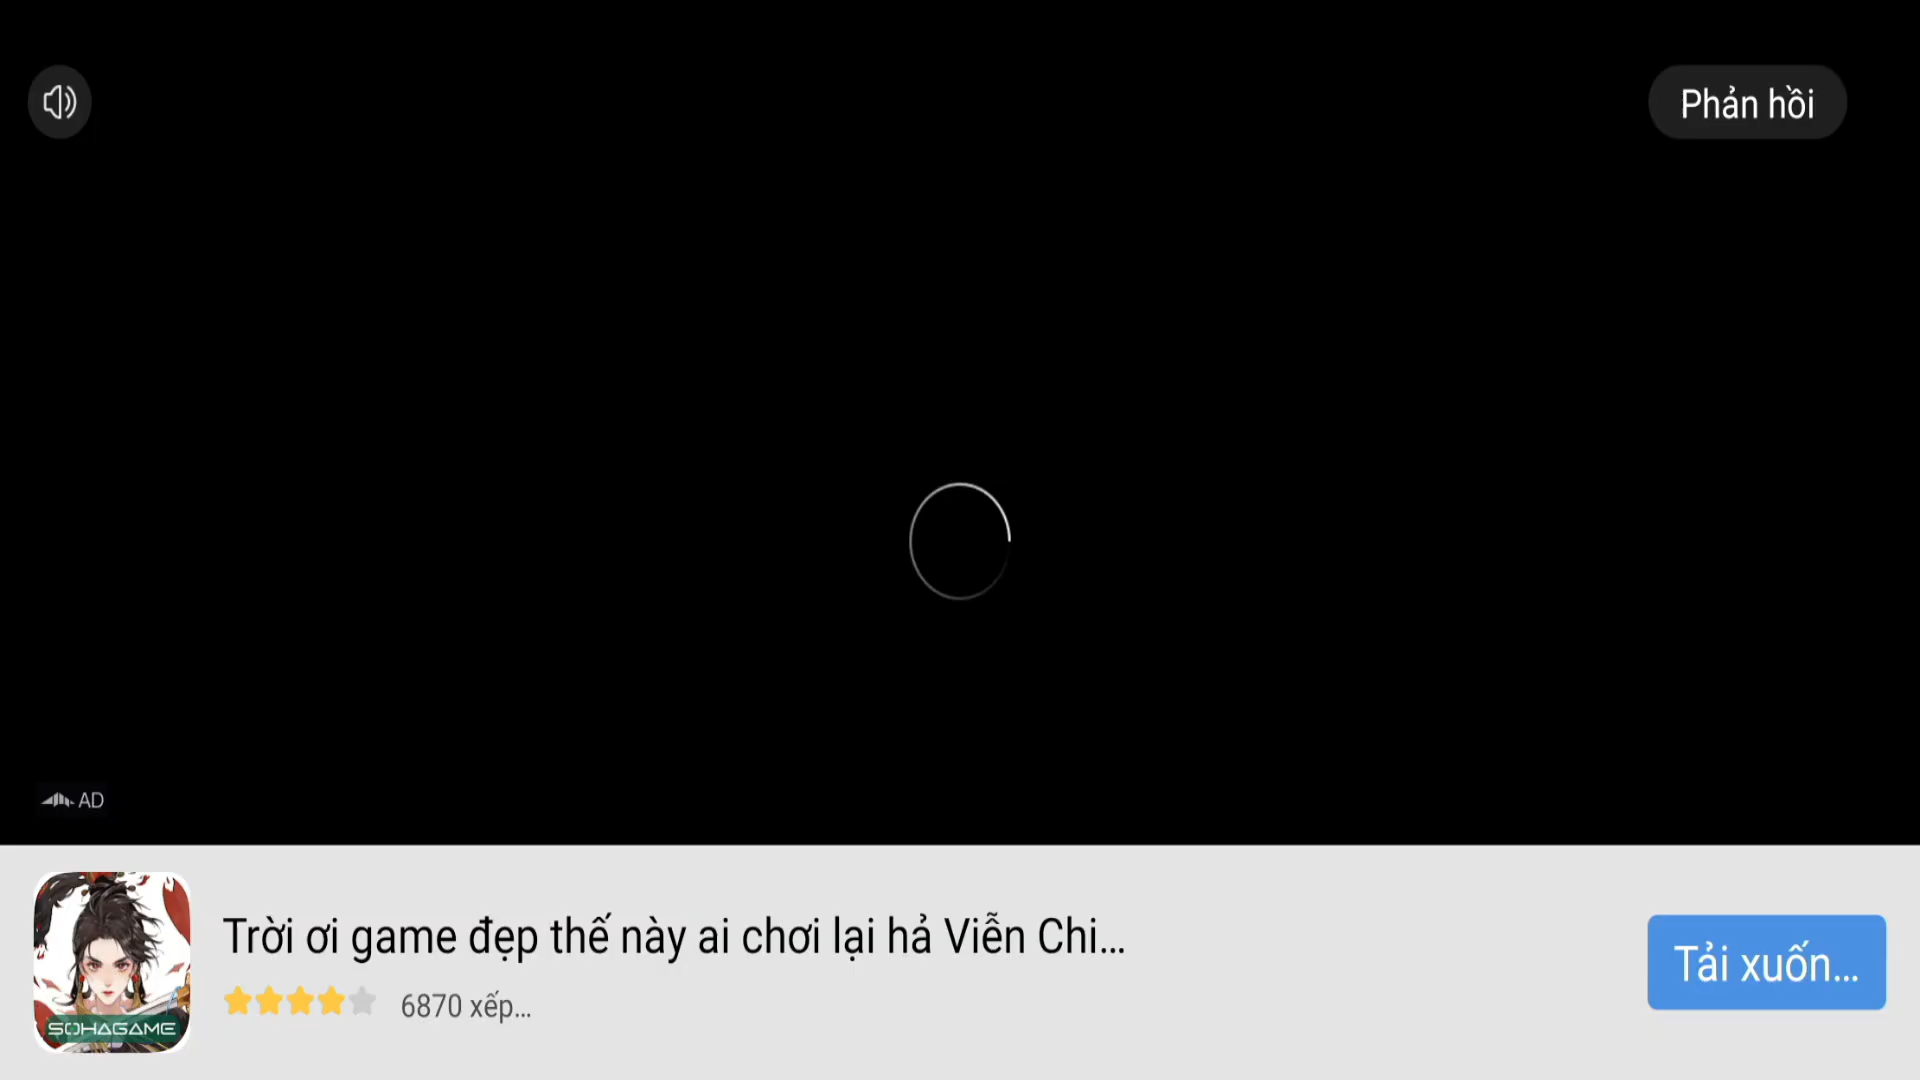 Phản hồi
AD
Trời ơi game đẹp thế này ai chơi lại hả Viễn Chi...
6870 xếp...
Tải xuốn...
SOHAGAME